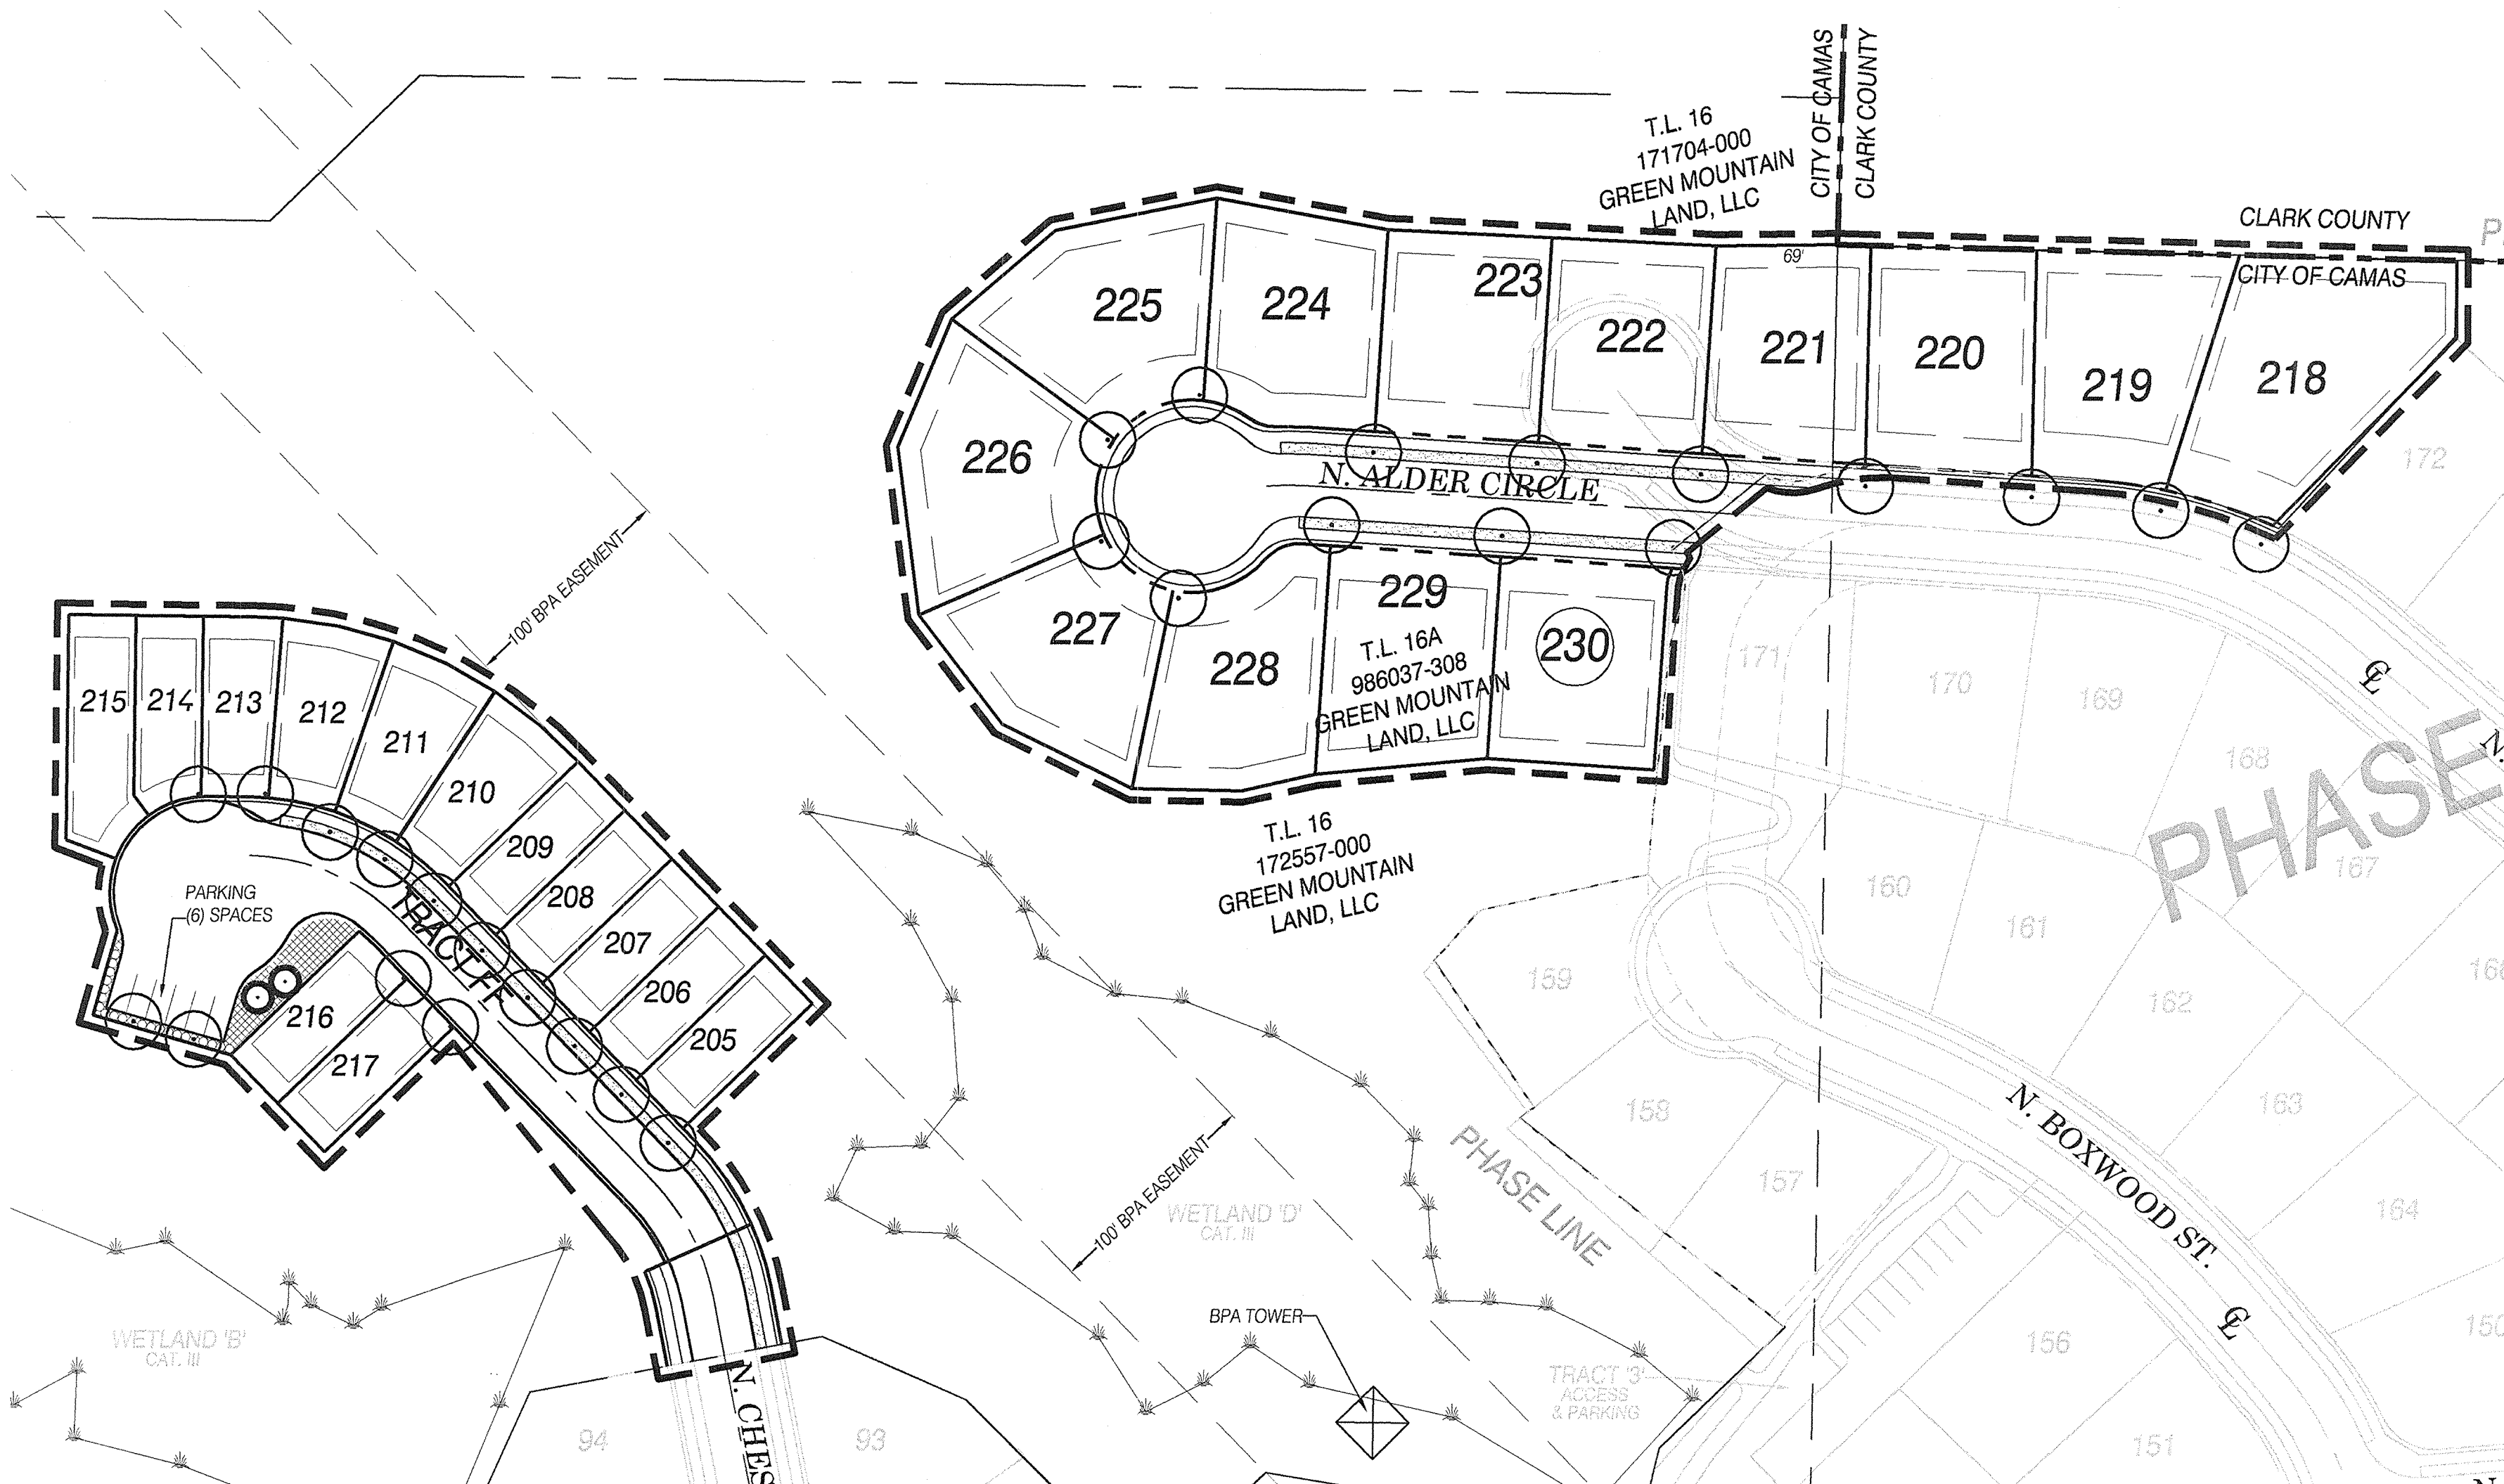 CITY OF CAMAS
CLARK COUNTY
T.L. 16
171704-000
GREEN MOUNTAIN
LAND, LLC
CLARK COUNTY
CITY OF CAMAS
69'
225
224
223
222
221
220
219
218
226
N. ALDER CIRCLE
172
227
228
229
230
T.L. 16A
986037-308
GREEN MOUNTAIN
LAND, LLC
100' BPA EASEMENT
215
214
213
212
211
210
209
208
207
206
205
PARKING
(6) SPACES
216
217
T.L. 16
172557-000
GREEN MOUNTAIN
LAND, LLC
171
170
169
168
167
PHASE
℄
N.
160
161
159
162
166
158
163
157
164
N. BOXWOOD ST.
℄
PHASE LINE
WETLAND 'D'
CAT. III
100' BPA EASEMENT
WETLAND 'B'
CAT. III
BPA TOWER
TRACT '3'
ACCESS
& PARKING
156
150
151
94
N. CHES
93